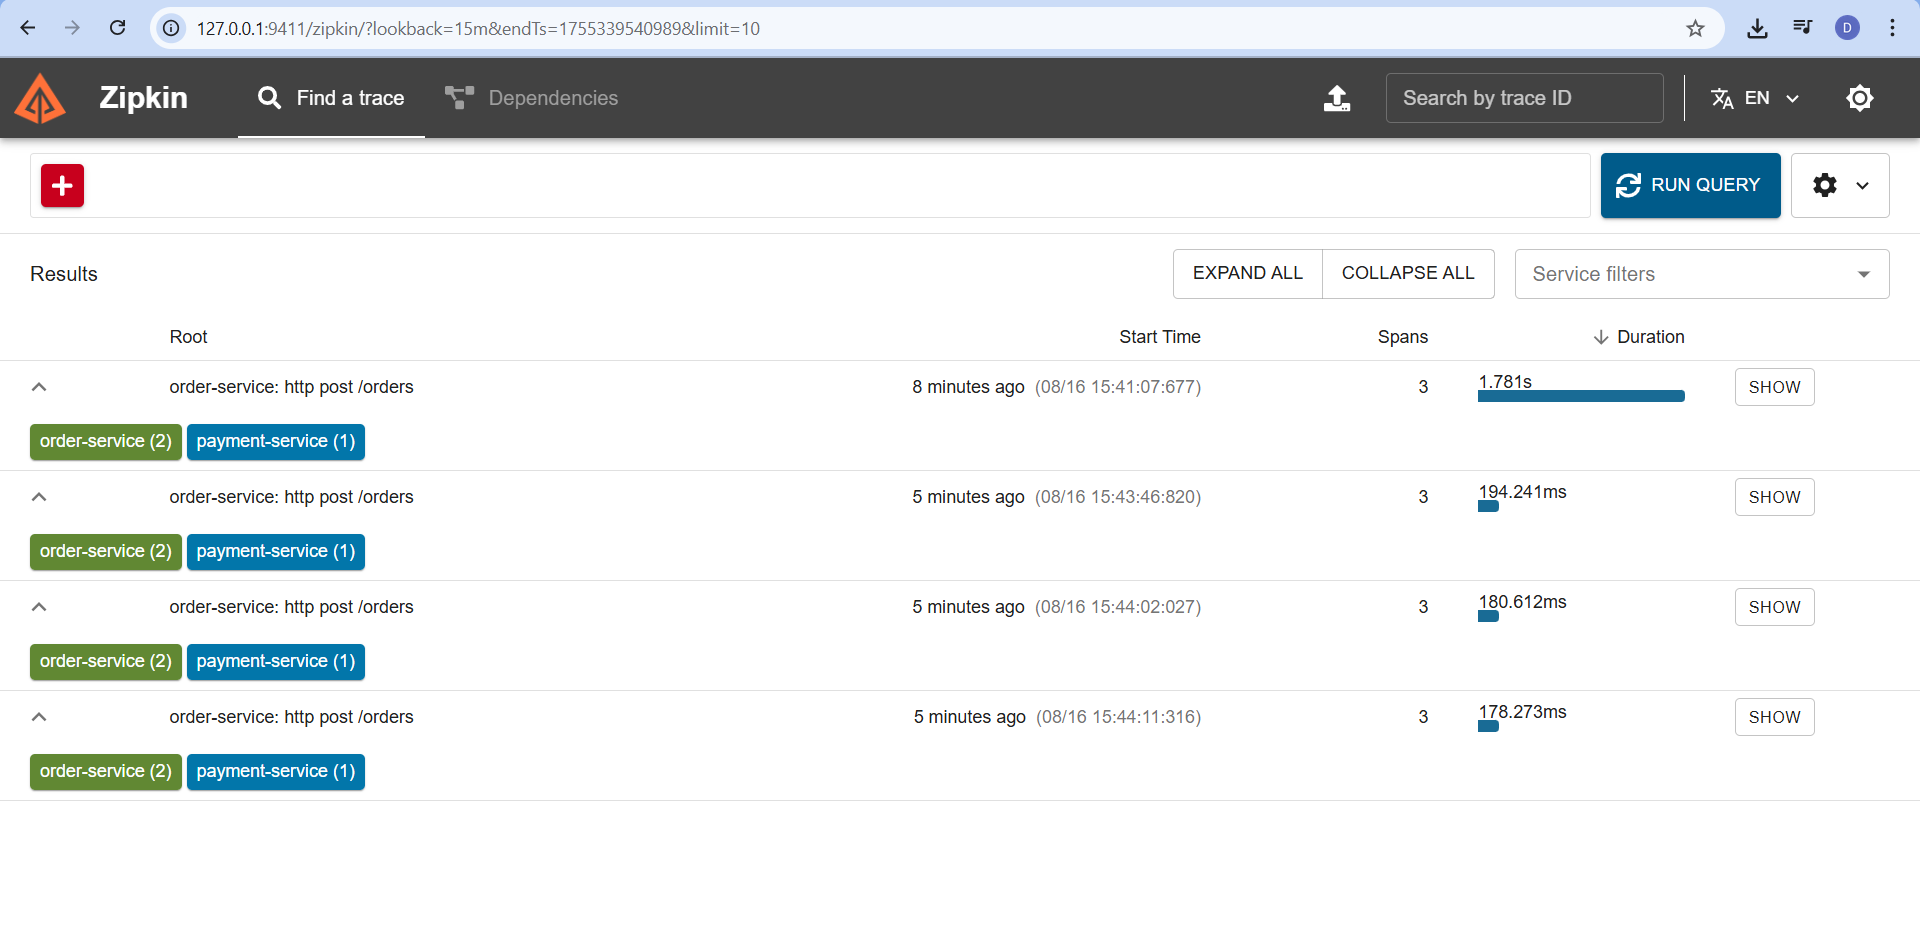 127.0.0.1:9411/zipkin/?lookback=15m&endTs=1755339540989&limit=10
D
Zipkin
Find a trace
Dependencies
Search by trace ID
EN
RUN QUERY
Results
EXPAND ALL
COLLAPSE ALL
Service filters
Root Start Time Spans Duration
order-service: http post /orders 8 minutes ago (08/16 15:41:07:677) 3 1.781s SHOW
order-service (2) payment-service (1)
order-service: http post /orders 5 minutes ago (08/16 15:43:46:820) 3 194.241ms SHOW
order-service (2) payment-service (1)
order-service: http post /orders 5 minutes ago (08/16 15:44:02:027) 3 180.612ms SHOW
order-service (2) payment-service (1)
order-service: http post /orders 5 minutes ago (08/16 15:44:11:316) 3 178.273ms SHOW
order-service (2) payment-service (1)